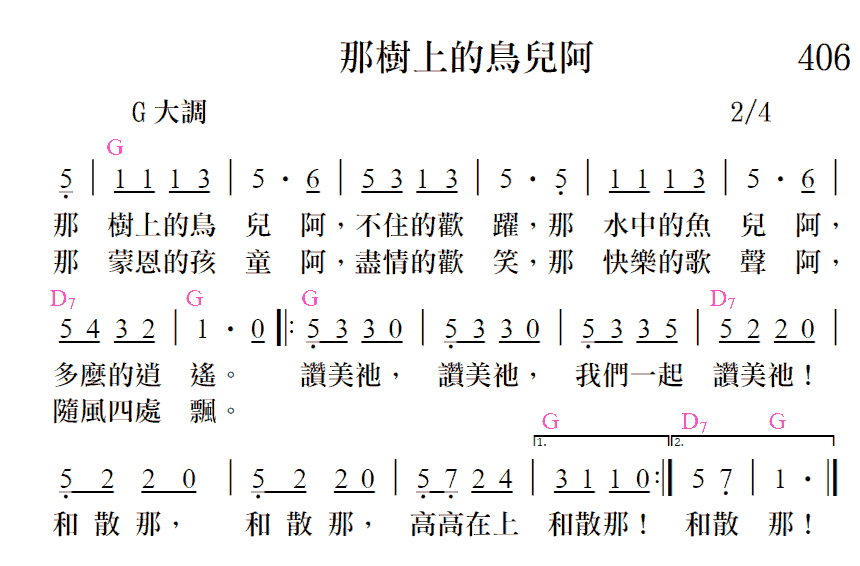 那樹上的鳥兒阿 406
G 大調 2/4
G
5 | 1 1 1 3 | 5 · 6 | 5 3 1 3 | 5 · 5 | 1 1 1 3 | 5 · 6 |
那 樹上的鳥 兒 阿，不住的歡 躍，那 水中的魚 兒 阿，
那 蒙恩的孩 童 阿，盡情的歡 笑，那 快樂的歌 聲 阿，
D7 G G D7
5 4 3 2 | 1 · 0 ‖: 5 3 3 0 | 5 3 3 0 | 5 3 3 5 | 5 2 2 0 |
多麼的逍 遙。 讚美祂， 讚美祂， 我們一起 讚美祂！
隨風四處 飄。
G D7 G
1. 2.
5 2 2 0 | 5 2 2 0 | 5 7 2 4 | 3 1 1 0 :‖ 5 7 | 1 · ‖
和 散 那， 和 散 那， 高高在上 和散那！ 和散 那！